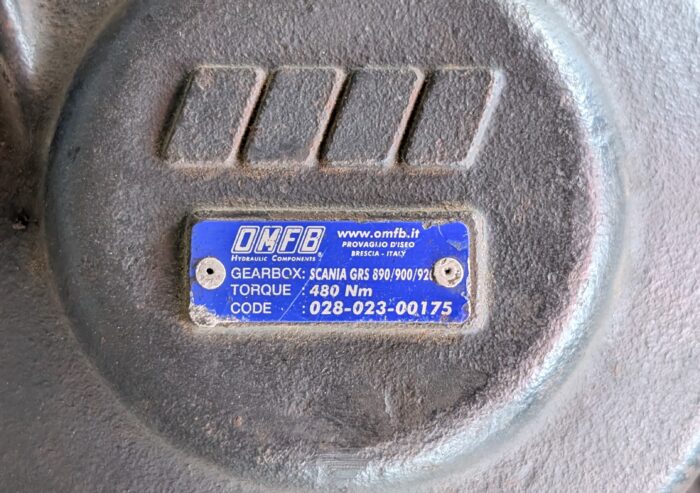 OMFB
HYDRAULIC COMPONENTS
www.omfb.it
PROVAGLIO D'ISEO
BRESCIA - ITALY
GEARBOX: SCANIA GRS 890/900/920
TORQUE : 480 Nm
CODE : 028-023-00175